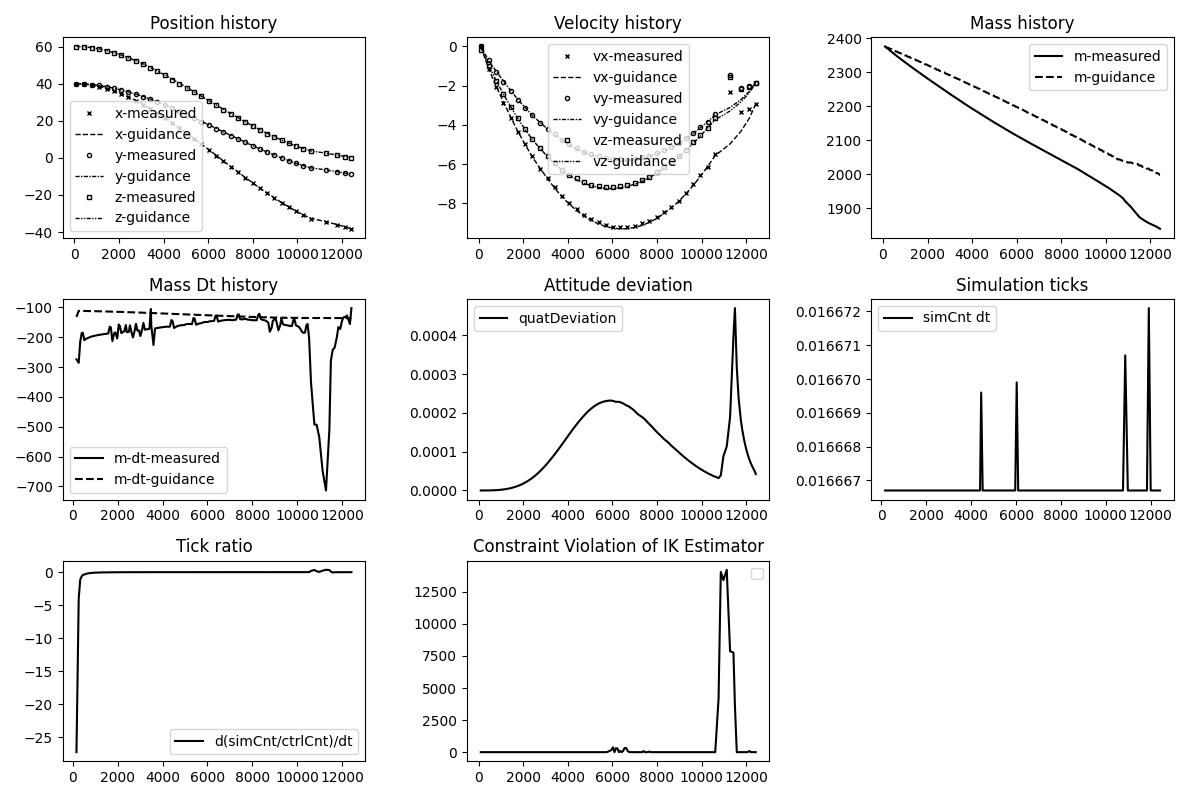 Position history
60
40
20
0
−20
−40
x-measured
x-guidance
y-measured
y-guidance
z-measured
z-guidance
0 2000 4000 6000 8000 10000 12000
Velocity history
0
−2
−4
−6
−8
vx-measured
vx-guidance
vy-measured
vy-guidance
vz-measured
vz-guidance
0 2000 4000 6000 8000 10000 12000
Mass history
2400
2300
2200
2100
2000
1900
m-measured
m-guidance
0 2000 4000 6000 8000 10000 12000
Mass Dt history
−100
−200
−300
−400
−500
−600
−700
m-dt-measured
m-dt-guidance
0 2000 4000 6000 8000 10000 12000
Attitude deviation
quatDeviation
0.0004
0.0003
0.0002
0.0001
0.0000
0 2000 4000 6000 8000 10000 12000
Simulation ticks
simCnt dt
0.016672
0.016671
0.016670
0.016669
0.016668
0.016667
0 2000 4000 6000 8000 10000 12000
Tick ratio
0
−5
−10
−15
−20
−25
d(simCnt/ctrlCnt)/dt
0 2000 4000 6000 8000 10000 12000
Constraint Violation of IK Estimator
12500
10000
7500
5000
2500
0
0 2000 4000 6000 8000 10000 12000